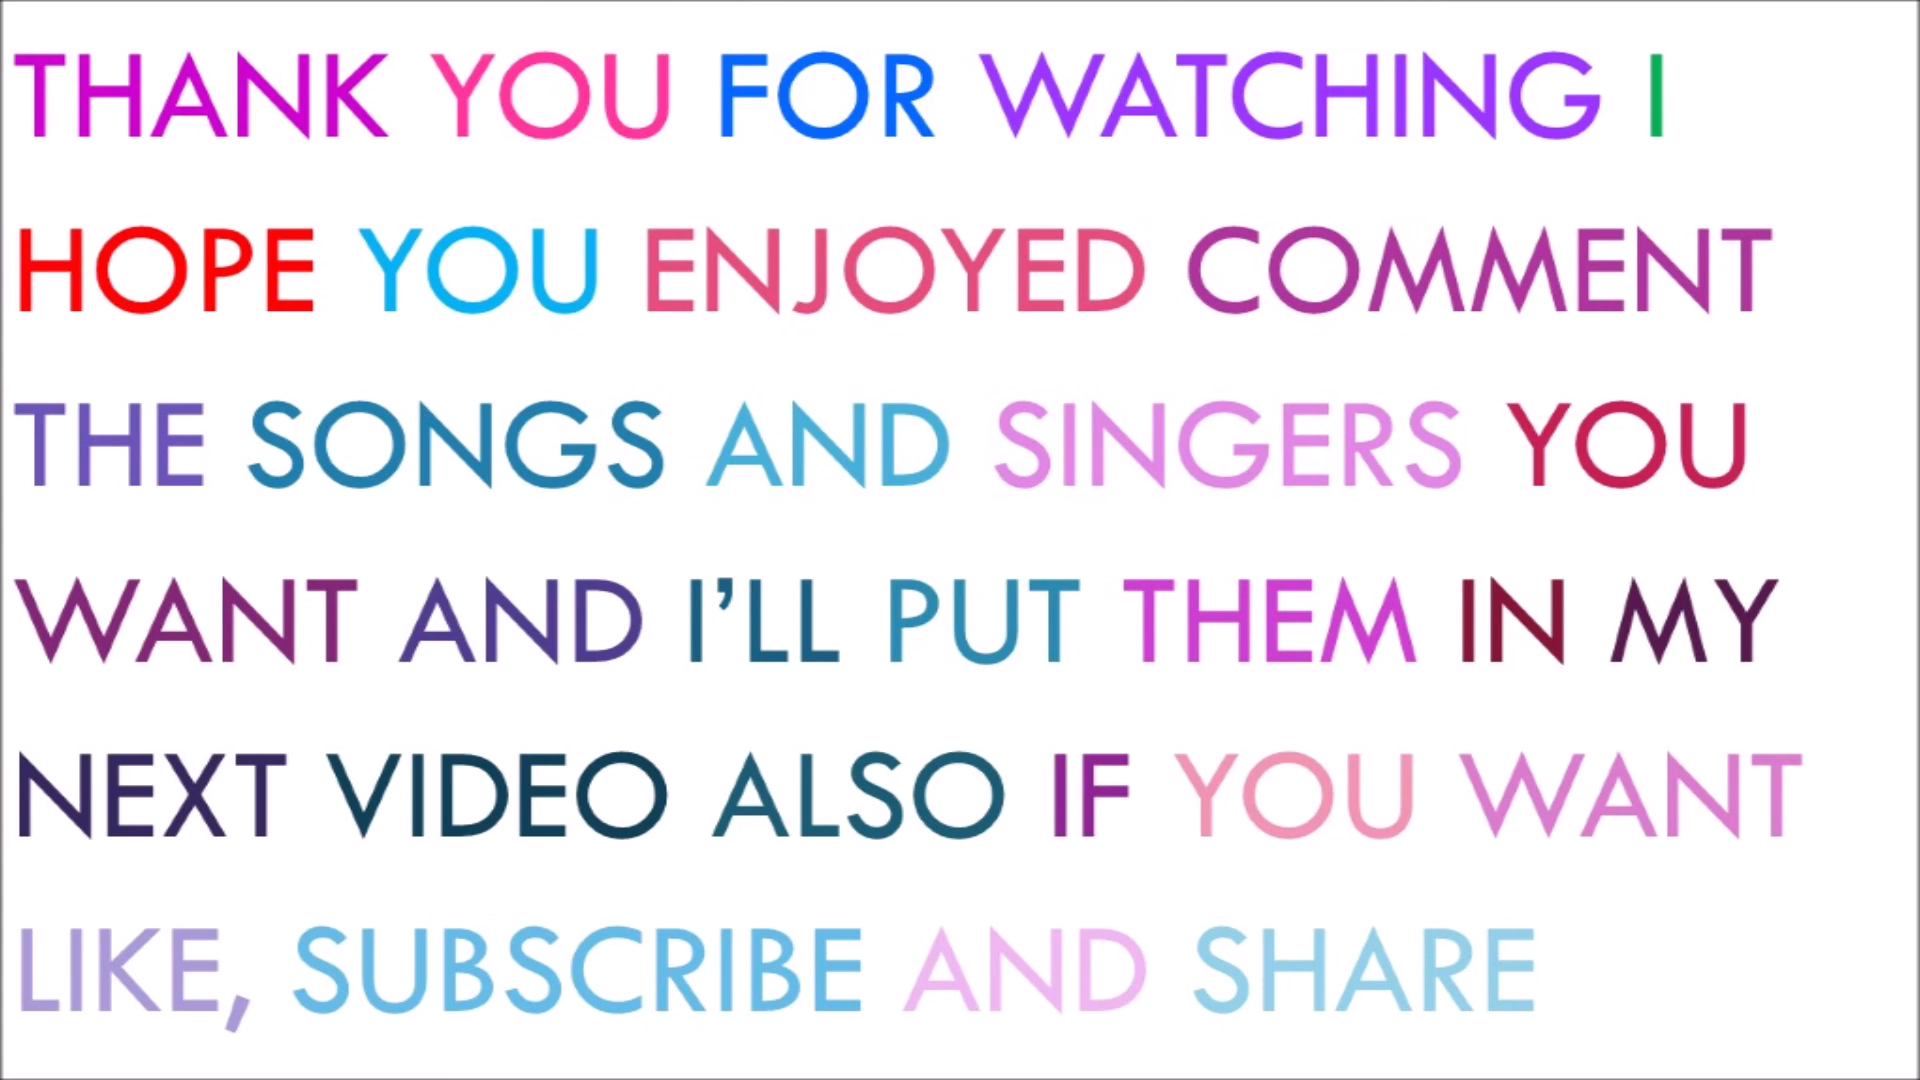 THANK YOU FOR WATCHING I
HOPE YOU ENJOYED COMMENT
THE SONGS AND SINGERS YOU
WANT AND I’LL PUT THEM IN MY
NEXT VIDEO ALSO IF YOU WANT
LIKE, SUBSCRIBE AND SHARE